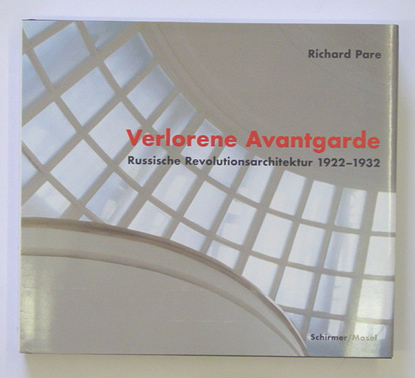 Richard Pare
Verlorene Avantgarde
Russische Revolutionsarchitektur 1922–1932
Schirmer/Mosel